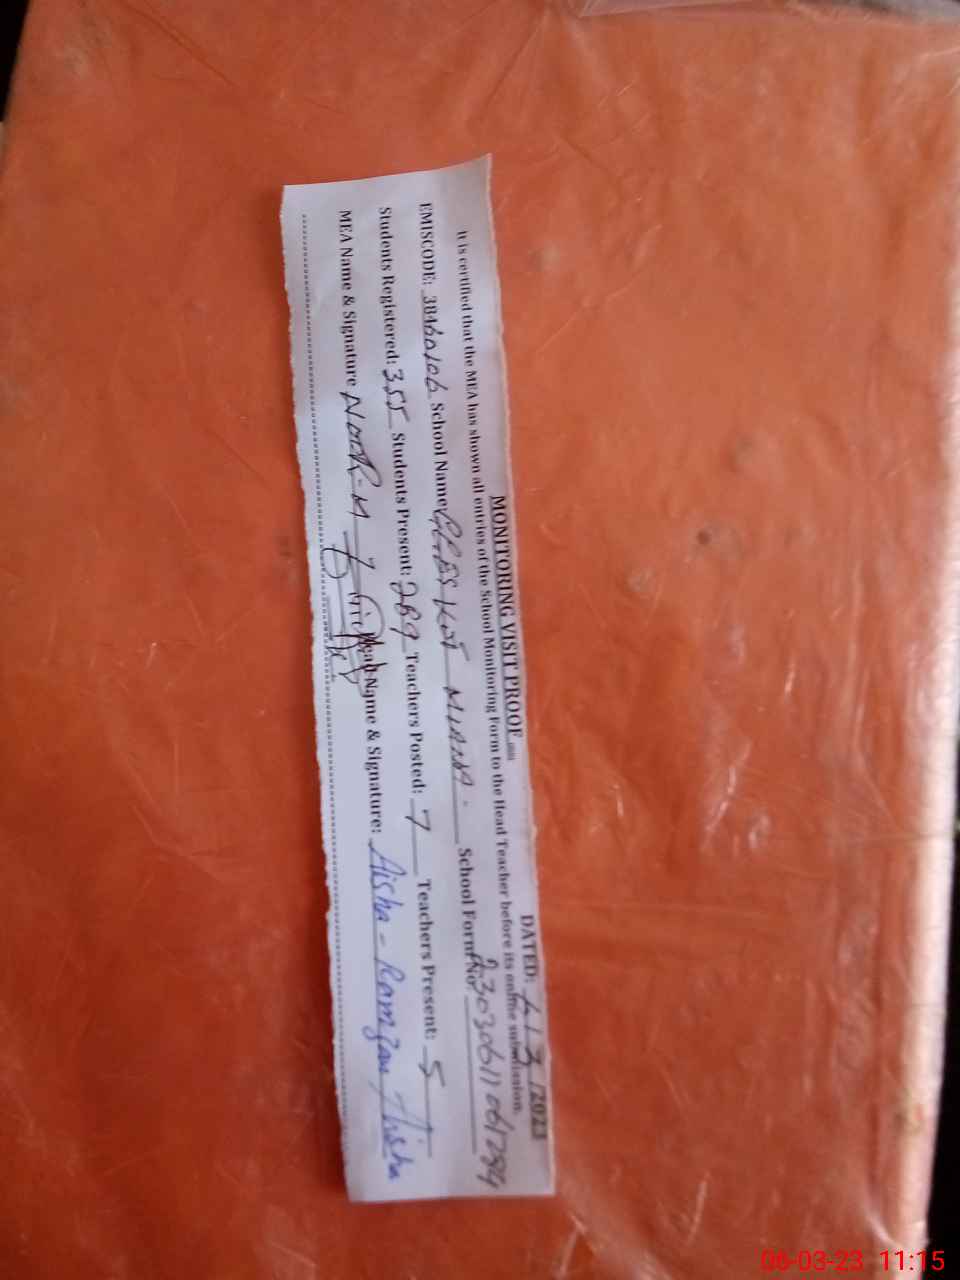 MONITORING VISIT PROOF
DATED: 6/3/2023
It is certified that the MEA has shown all entries of the School Monitoring Form to the Head Teacher before its online submission.
EMISCODE: 38460106 School Name KOT MIANA. School Form No.
Students Registered: 355 Students Present: 289 Teachers Posted: 7 Teachers Present: 5
MEA Name & Signature NOOR.M Head Name & Signature: Aisha - Ramzan Aisha
06-03-23 11:15